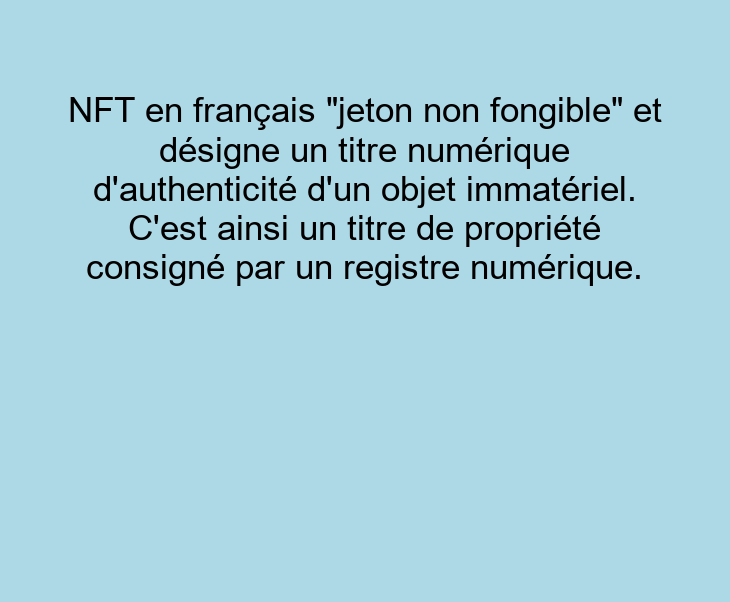 NFT en français "jeton non fongible" et
désigne un titre numérique
d'authenticité d'un objet immatériel.
C'est ainsi un titre de propriété
consigné par un registre numérique.